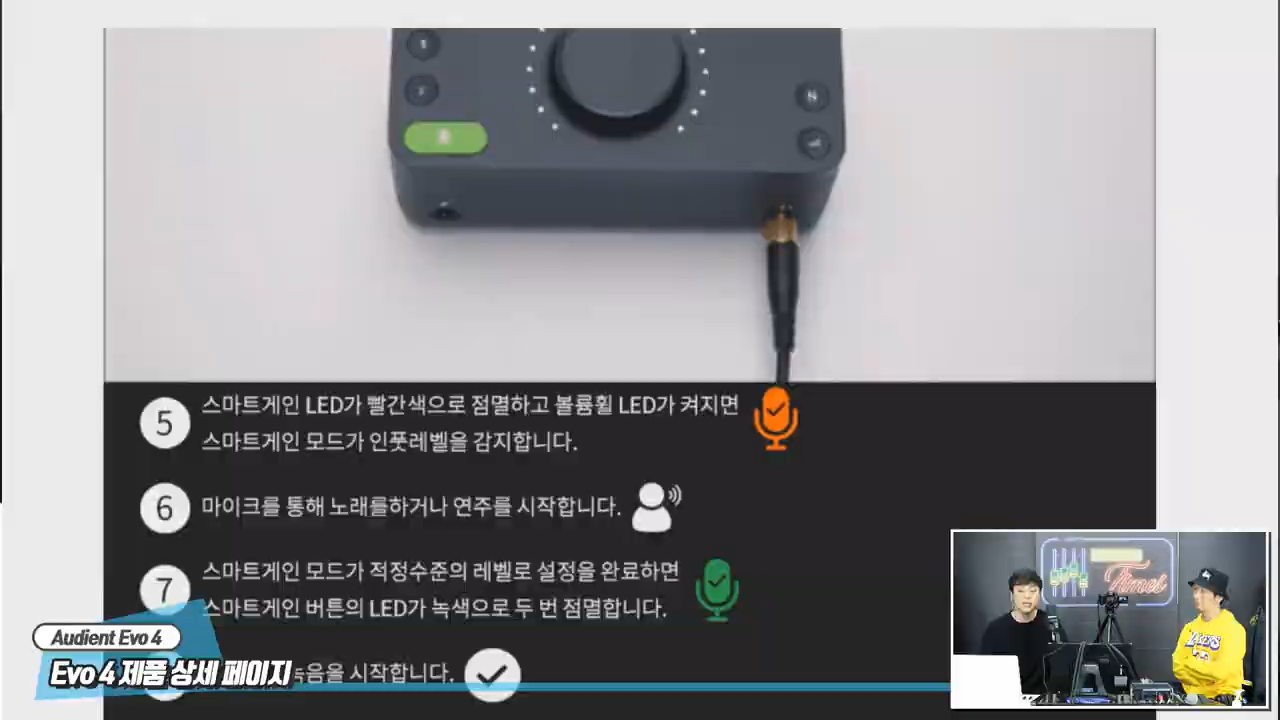 5
스마트게인 LED가 빨간색으로 점멸하고 볼륨휠 LED가 켜지면
스마트게인 모드가 인풋레벨을 감지합니다.
6
마이크를 통해 노래를하거나 연주를 시작합니다.
7
스마트게인 모드가 적정수준의 레벨로 설정을 완료하면
스마트게인 버튼의 LED가 녹색으로 두 번 점멸합니다.
Audient Evo 4
Evo 4 제품 상세 페이지
시작합니다.
Times
LAKERS